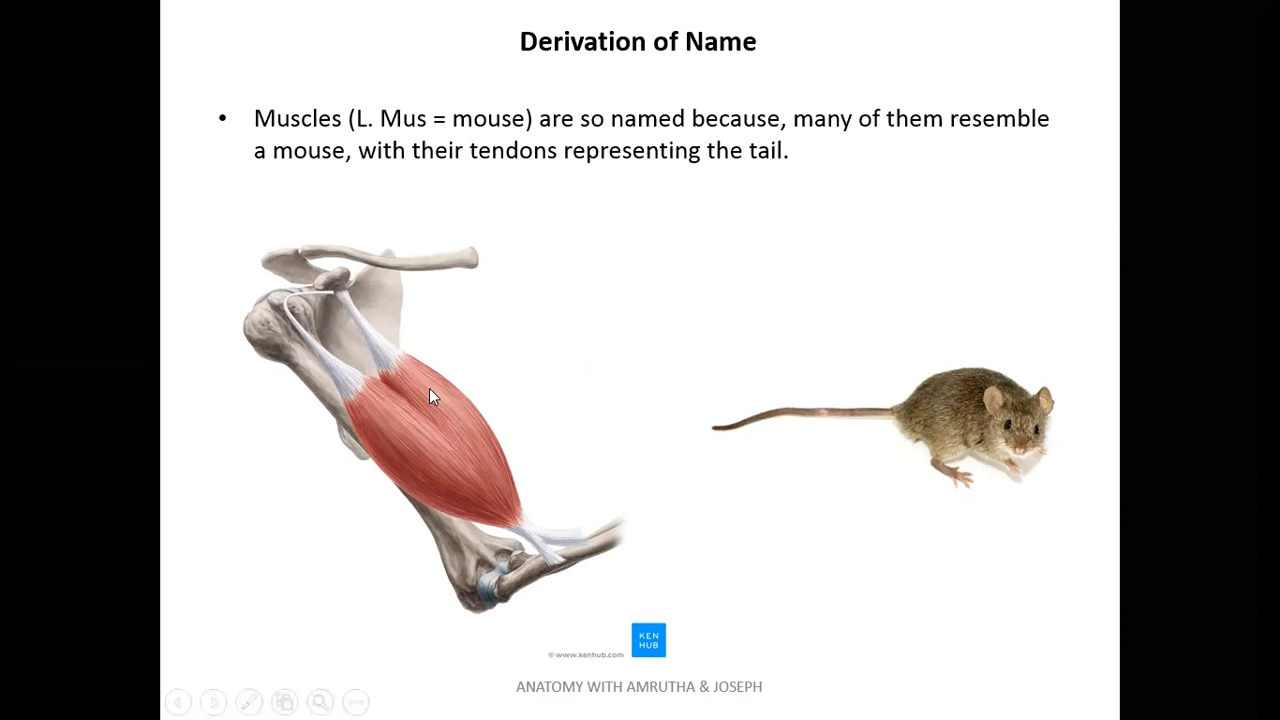 Derivation of Name
• Muscles (L. Mus = mouse) are so named because, many of them resemble
a mouse, with their tendons representing the tail.
KEN
HUB
© www.kenhub.com
ANATOMY WITH AMRUTHA & JOSEPH